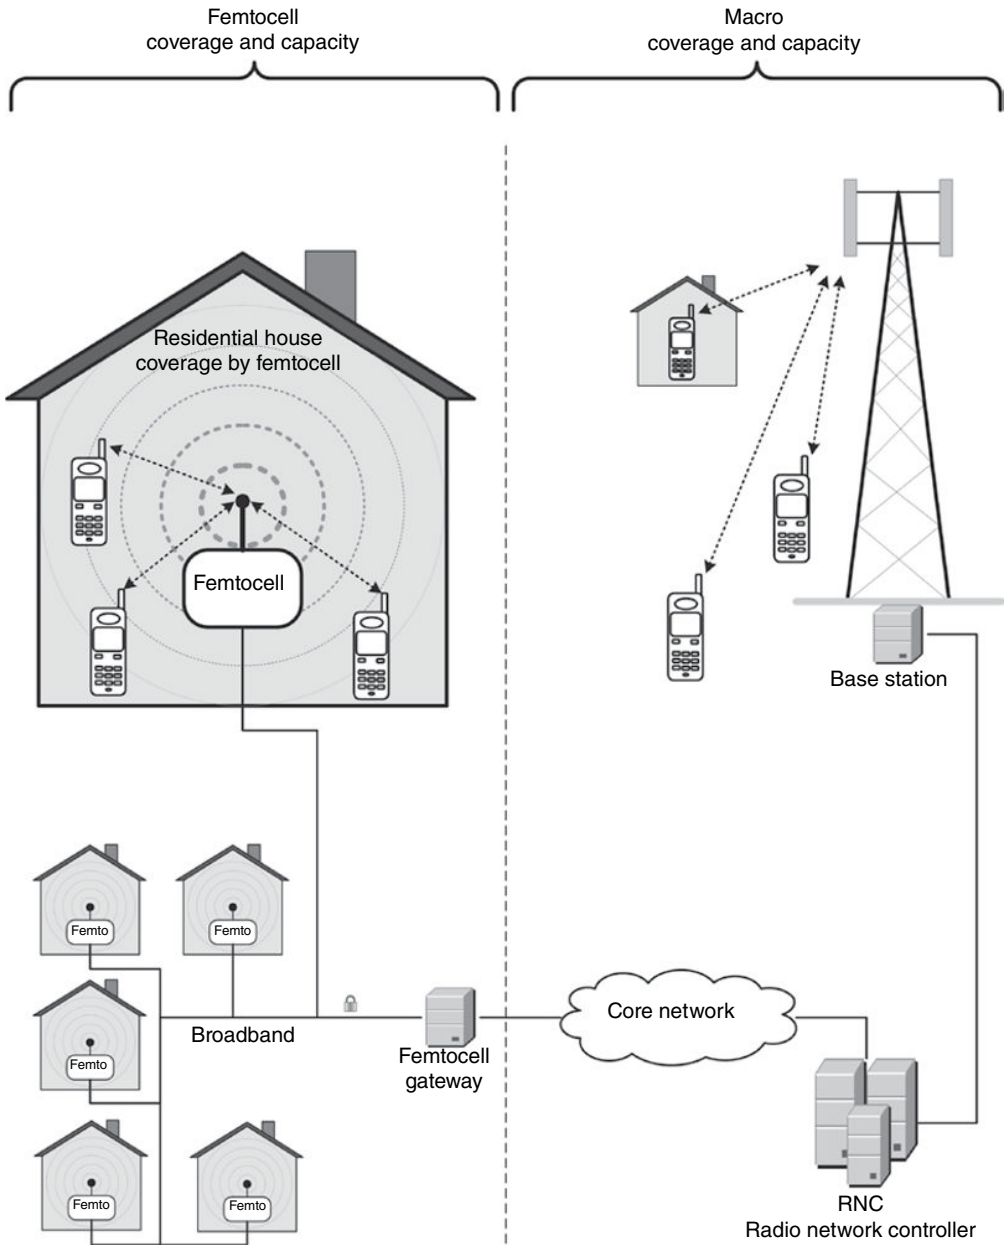 Femtocell
coverage and capacity
Macro
coverage and capacity
Residential house
coverage by femtocell
Femtocell
Base station
Femto
Femto
Femto
Broadband
Femtocell
gateway
Core network
Femto
Femto
RNC
Radio network controller